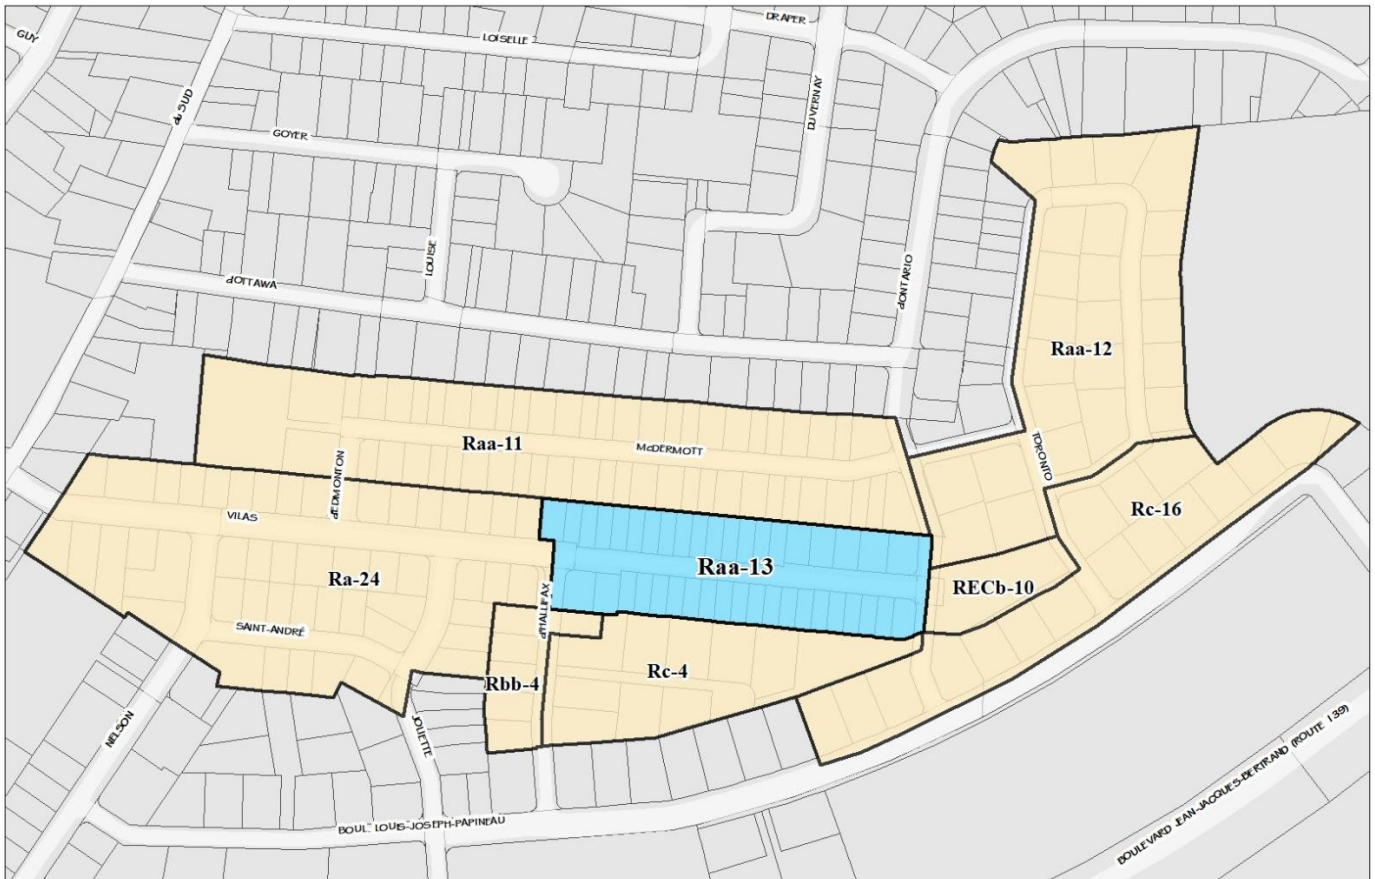 DRAPER
GUY
LOISELLE
DU SUD
DUVERNAY
GOYER
LOUISE
D'OTTAWA
D'ONTARIO
Raa-12
Raa-11
McDERMOTT
TORONTO
D'EDMONTON
Rc-16
VILAS
Raa-13
Ra-24
RECb-10
D'HALLIFAX
SAINT-ANDRÉ
Rc-4
Rbb-4
NELSON
JOLIETTE
BOUL. LOUIS-JOSEPH-PAPINEAU
BOULEVARD JEAN-JACQUES-BERTRAND (ROUTE 139)